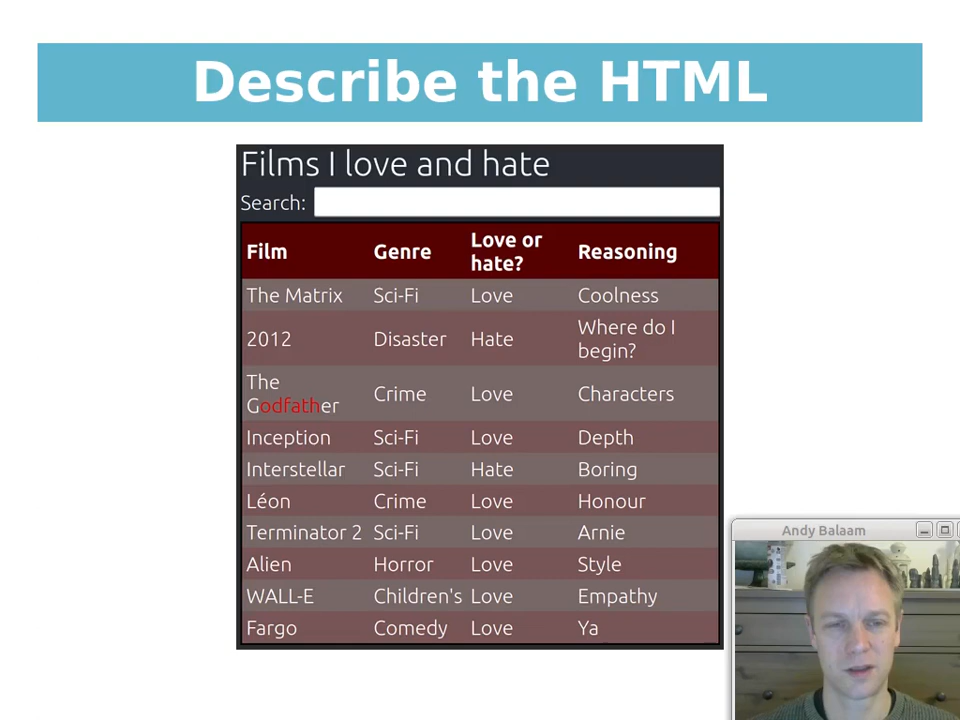 Describe the HTML
Films I love and hate
Search:
Film Genre Love or hate? Reasoning
The Matrix Sci-Fi Love Coolness
2012 Disaster Hate Where do I begin?
The Godfather Crime Love Characters
Inception Sci-Fi Love Depth
Interstellar Sci-Fi Hate Boring
Léon Crime Love Honour
Terminator 2 Sci-Fi Love Arnie
Alien Horror Love Style
WALL-E Children's Love Empathy
Fargo Comedy Love Ya
Andy Balaam